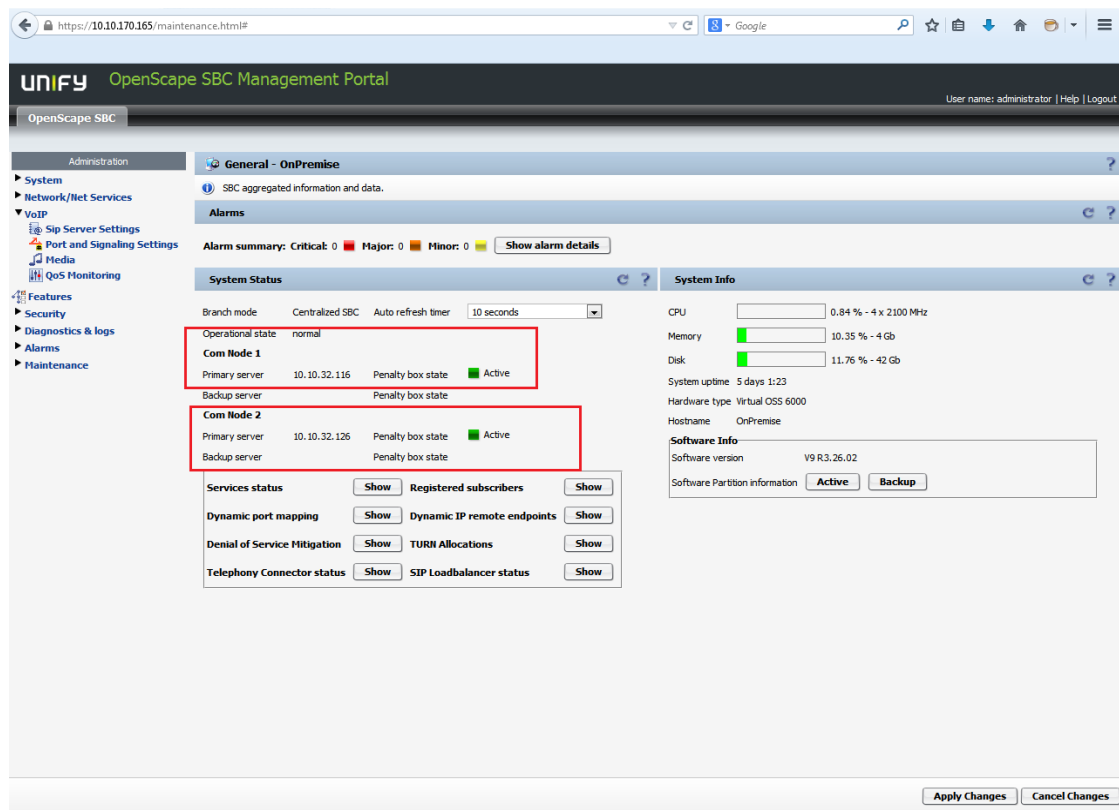 https://10.10.170.165/maintenance.html#
8 - Google
UNIFY OpenScape SBC Management Portal
User name: administrator | Help | Logout
OpenScape SBC
Administration
System
Network/Net Services
VoIP
Sip Server Settings
Port and Signaling Settings
Media
QoS Monitoring
Features
Security
Diagnostics & logs
Alarms
Maintenance
General - OnPremise ?
i SBC aggregated information and data.
Alarms ?
Alarm summary: Critical: 0 Major: 0 Minor: 0 Show alarm details
System Status ?
Branch mode Centralized SBC Auto refresh timer 10 seconds
Operational state normal
Com Node 1
Primary server 10.10.32.116 Penalty box state Active
Backup server Penalty box state
Com Node 2
Primary server 10.10.32.126 Penalty box state Active
Backup server Penalty box state
Services status Show Registered subscribers Show
Dynamic port mapping Show Dynamic IP remote endpoints Show
Denial of Service Mitigation Show TURN Allocations Show
Telephony Connector status Show SIP Loadbalancer status Show
System Info ?
CPU 0.84 % - 4 x 2100 MHz
Memory 10.35 % - 4 Gb
Disk 11.76 % - 42 Gb
System uptime 5 days 1:23
Hardware type Virtual OSS 6000
Hostname OnPremise
Software Info
Software version V9 R3.26.02
Software Partition information Active Backup
Apply Changes Cancel Changes